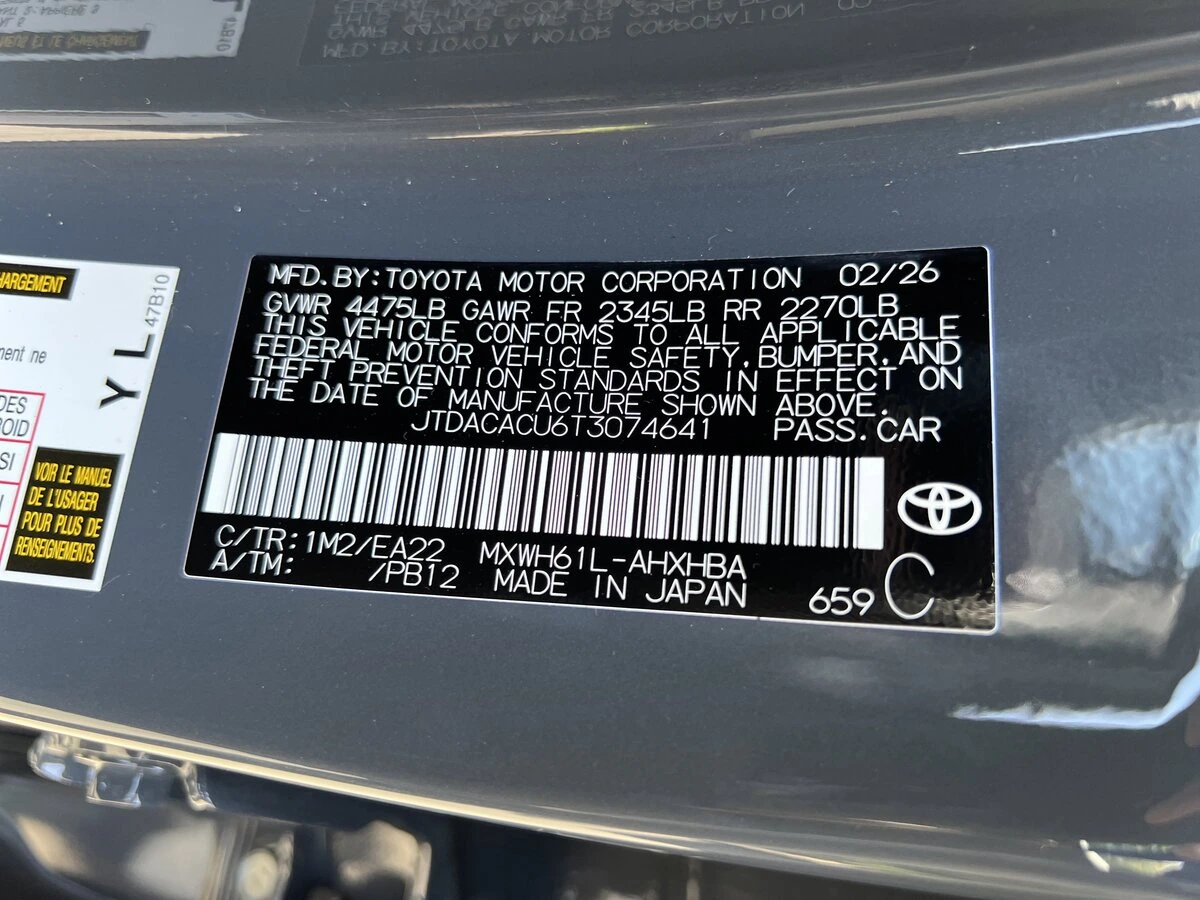 MFD.BY:TOYOTA MOTOR CORPORATION 02/26
GVWR 4475LB GAWR FR 2345LB RR 2270LB
THIS VEHICLE CONFORMS TO ALL APPLICABLE
FEDERAL MOTOR VEHICLE SAFETY,BUMPER,AND
THEFT PREVENTION STANDARDS IN EFFECT ON
THE DATE OF MANUFACTURE SHOWN ABOVE.
JTDACACU6T3074641 PASS.CAR
C/TR:1M2/EA22 MXWH61L-AHXHBA
A/TM: /PB12 MADE IN JAPAN
659 C
47B10
YL
VOIR LE MANUEL
DE L'USAGER
POUR PLUS DE
RENSEIGNEMENTS.